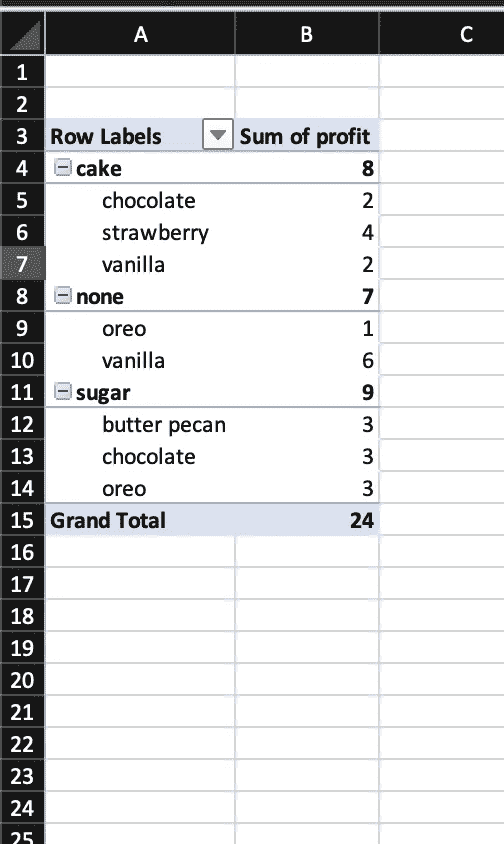 A B C
1
2
3 Row Labels Sum of profit
4 cake 8
5 chocolate 2
6 strawberry 4
7 vanilla 2
8 none 7
9 oreo 1
10 vanilla 6
11 sugar 9
12 butter pecan 3
13 chocolate 3
14 oreo 3
15 Grand Total 24
16
17
18
19
20
21
22
23
24
25